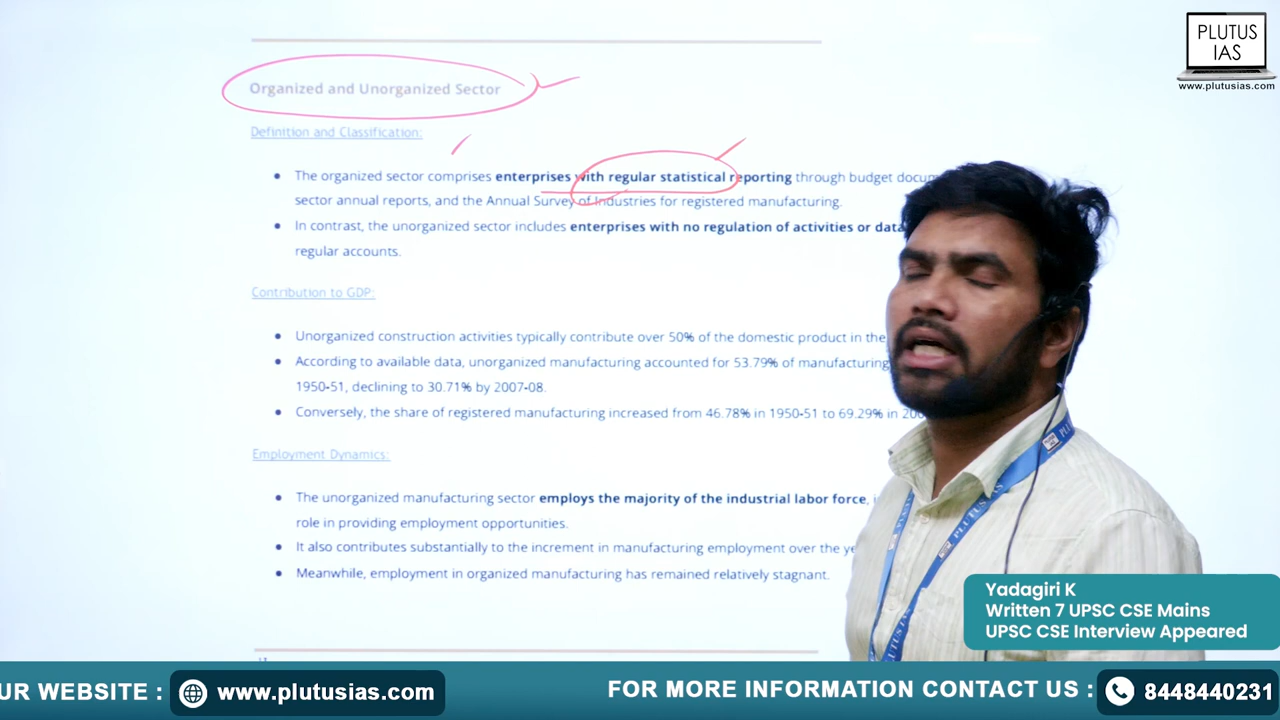 PLUTUS
IAS
www.plutusias.com
Organized and Unorganized Sector
Definition and Classification:
• The organized sector comprises enterprises with regular statistical reporting through budget
sector annual reports, and the Annual Survey of Industries for registered manufacturing.
• In contrast, the unorganized sector includes enterprises with no regulation of activities or data
regular accounts.
Contribution to GDP:
• Unorganized construction activities typically contribute over 50% of the domestic product in the
• According to available data, unorganized manufacturing accounted for 53.79% of manufacturing
1950-51, declining to 30.71% by 2007-08.
• Conversely, the share of registered manufacturing increased from 46.78% in 1950-51 to 69.29% in
Employment Dynamics:
• The unorganized manufacturing sector employs the majority of the industrial labor force,
role in providing employment opportunities.
• It also contributes substantially to the increment in manufacturing employment over the
• Meanwhile, employment in organized manufacturing has remained relatively stagnant.
Yadagiri K
Written 7 UPSC CSE Mains
UPSC CSE Interview Appeared
UR WEBSITE : www.plutusias.com FOR MORE INFORMATION CONTACT US : 8448440231